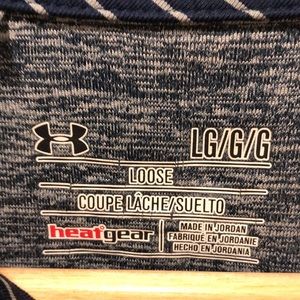 LG/G/G
LOOSE
COUPE LÂCHE/SUELTO
heatgear
MADE IN JORDAN
FABRIQUÉ EN JORDANIE
HECHO EN JORDANIA